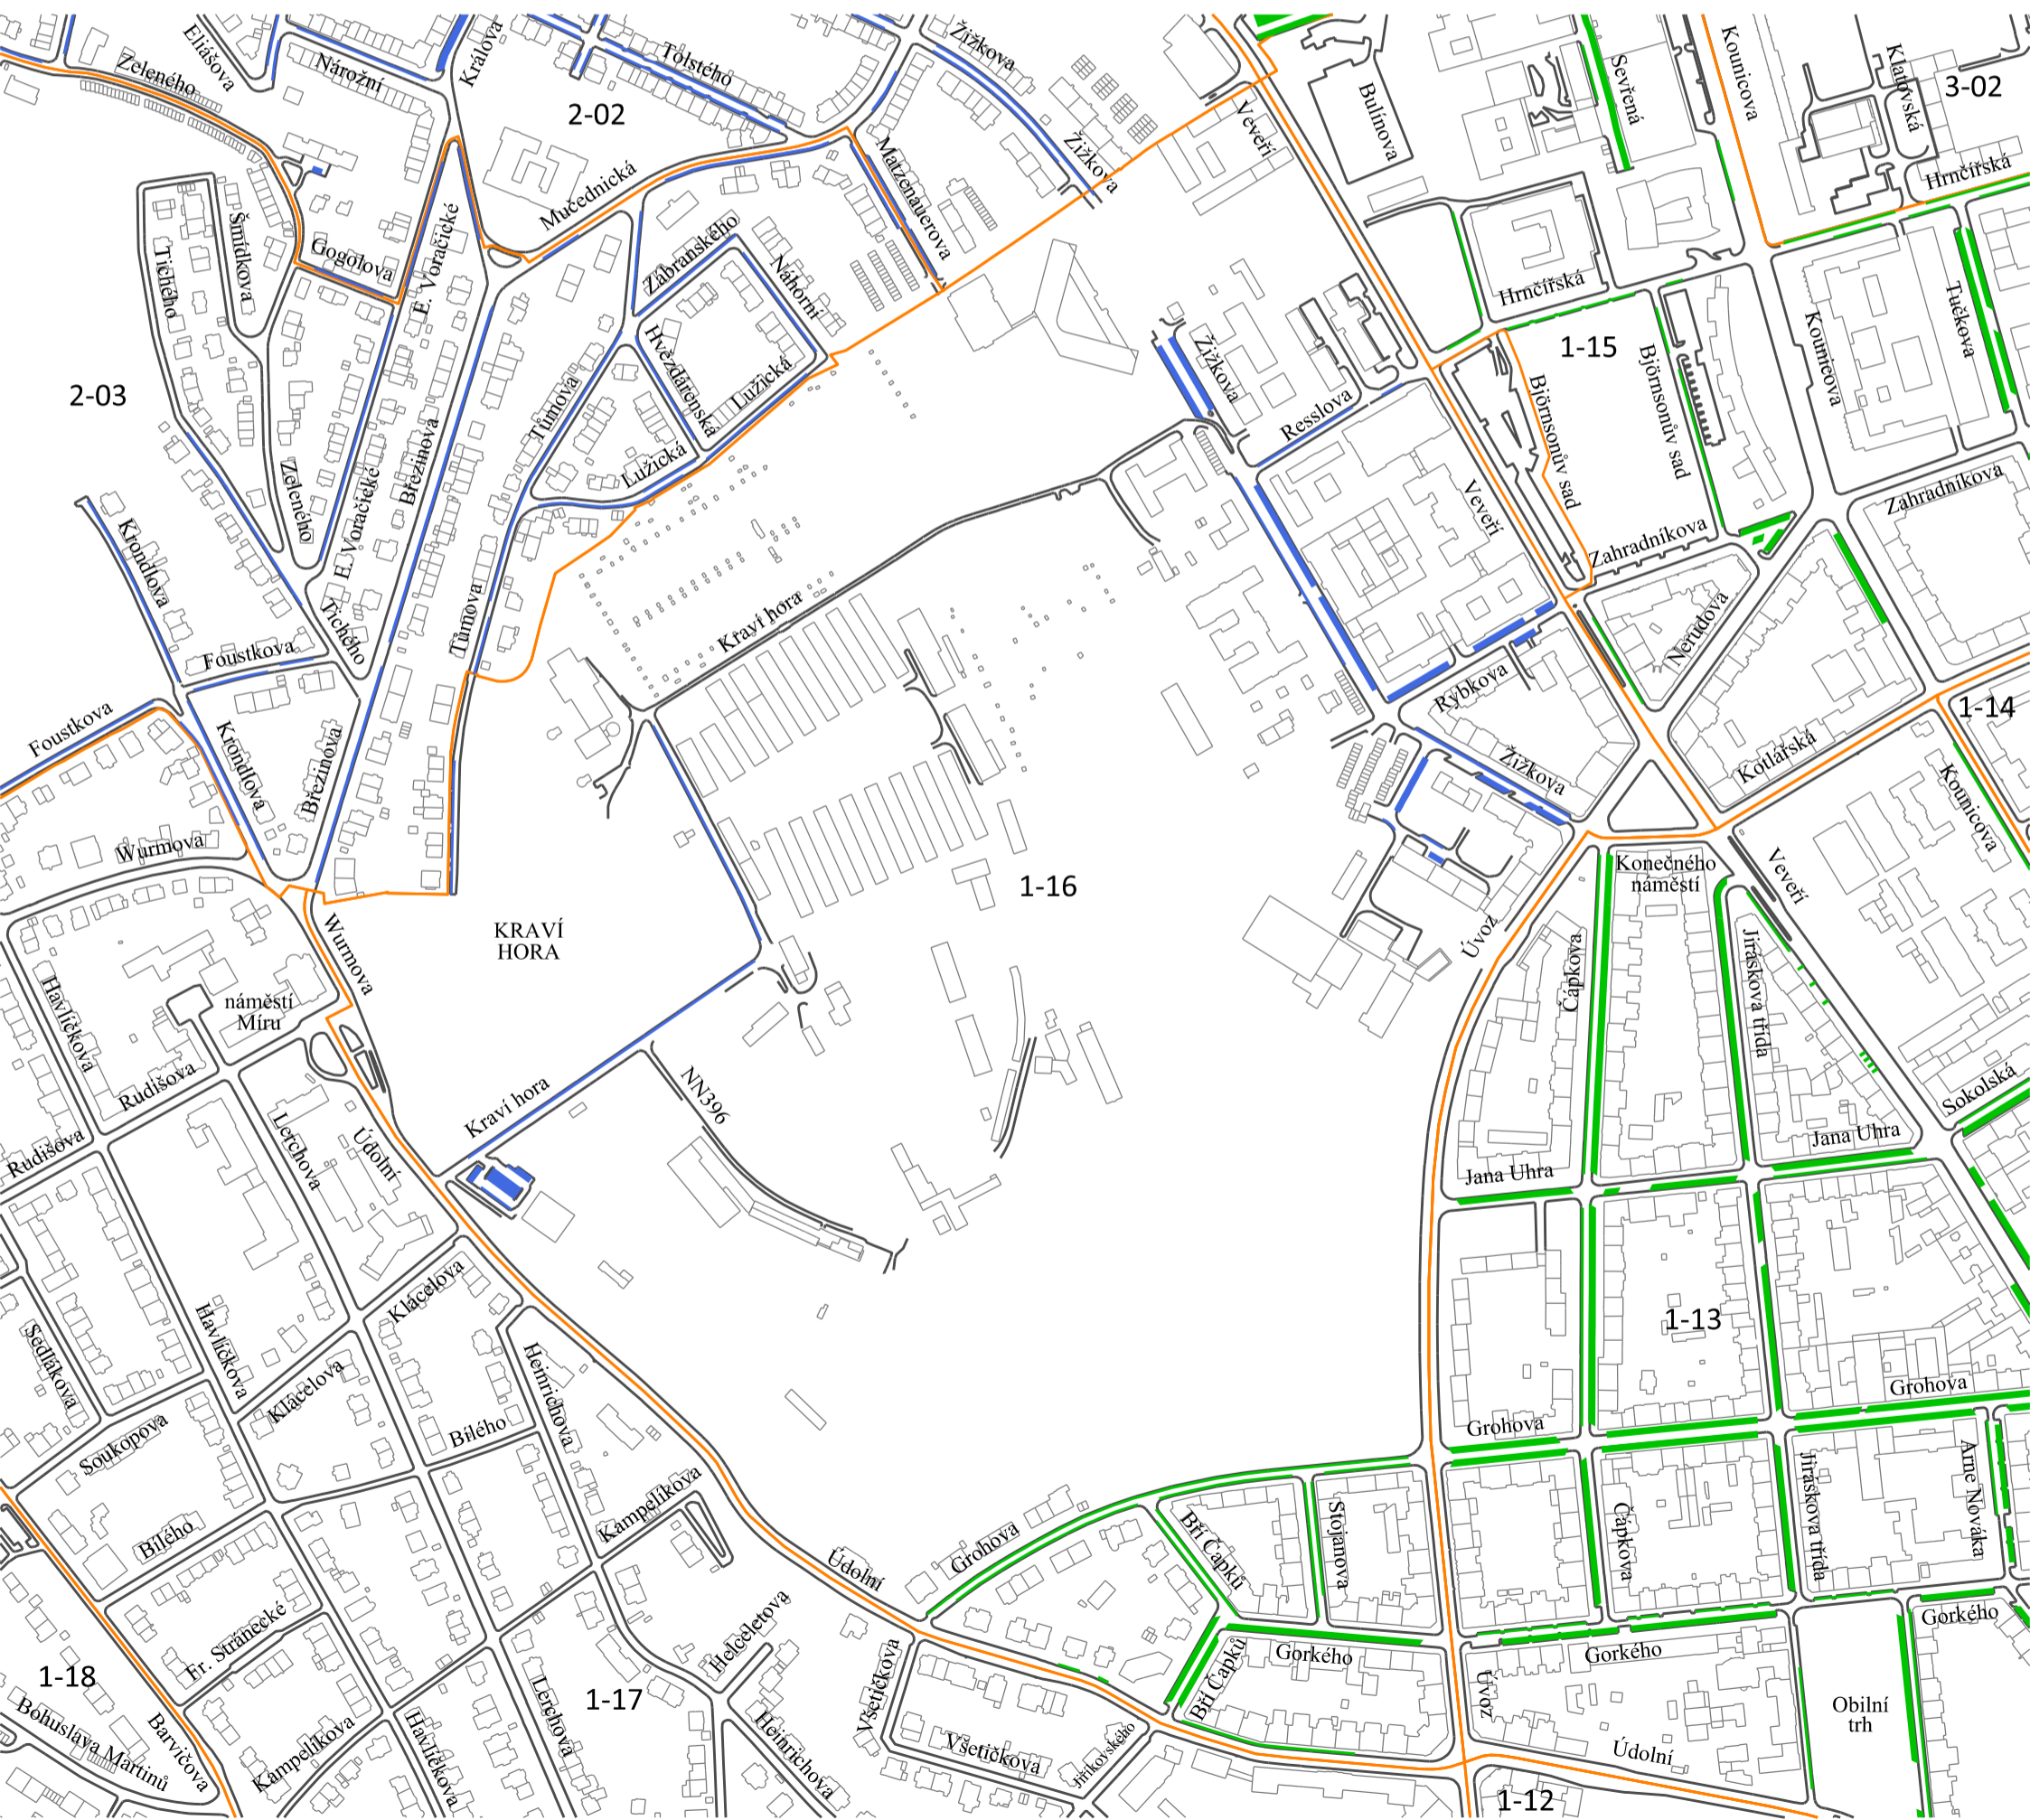 Eliášova
Králova
Žižkova
Tolstého
Zeleného
Nárožní
2-02
Bulínova
Veveří
Sevřená
Kounicova
Klatovská
3-02
Hrnčířská
Žižkova
Matzenauerova
Mučednická
Šmídkova
Tichého
Gogolova
E. Voračické
Zábranského
Náhorní
Hrnčířská
Tučkova
Kounicova
1-15
Björnsonův sad
Björnsonův sad
Žižkova
Resslova
Hvězdárenská
Lužická
Tůmova
2-03
Březinova
Lužická
Zeleného
E. Voračické
Veveří
Zahradníkova
Zahradníkova
Krondlova
Tichého
Foustkova
Tůmova
Kraví hora
Nerudova
Rybkova
1-14
Foustkova
Krondlova
Březinova
Žižkova
Kotlářská
Kounicova
Wurmova
Konečného
náměstí
Veveří
1-16
KRAVÍ
HORA
Wurmova
Úvoz
Čápkova
Jiráskova třída
Havlíčkova
náměstí
Míru
Rudišova
Rudišova
Lerchova
Údolní
Kraví hora
NN396
Sokolská
Jana Uhra
Jana Uhra
Klácelova
Havlíčkova
Sedlákova
Heinrichova
1-13
Grohova
Klácelova
Soukopova
Bílého
Grohova
Kampelíkova
Bílého
Údolní
Grohova
Bří Čapků
Stojanova
Čápkova
Jiráskova třída
Arne Nováka
Fr. Stránecké
Helceletova
Gorkého
Gorkého
Gorkého
Bří Čapků
Úvoz
1-18
1-17
Všetičkova
Bohuslava Martinů
Barvičova
Kampelíkova
Havlíčkova
Lerchova
Heinrichova
Všetičkova
Jiříkovského
Údolní
Obilní
trh
1-12